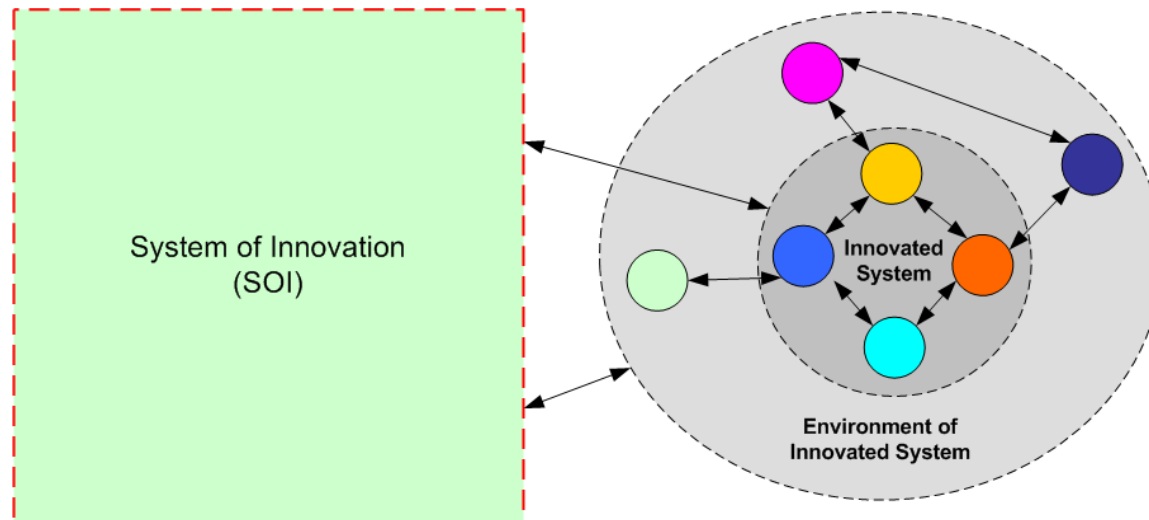 System of Innovation
(SOI)
Innovated
System
Environment of
Innovated System